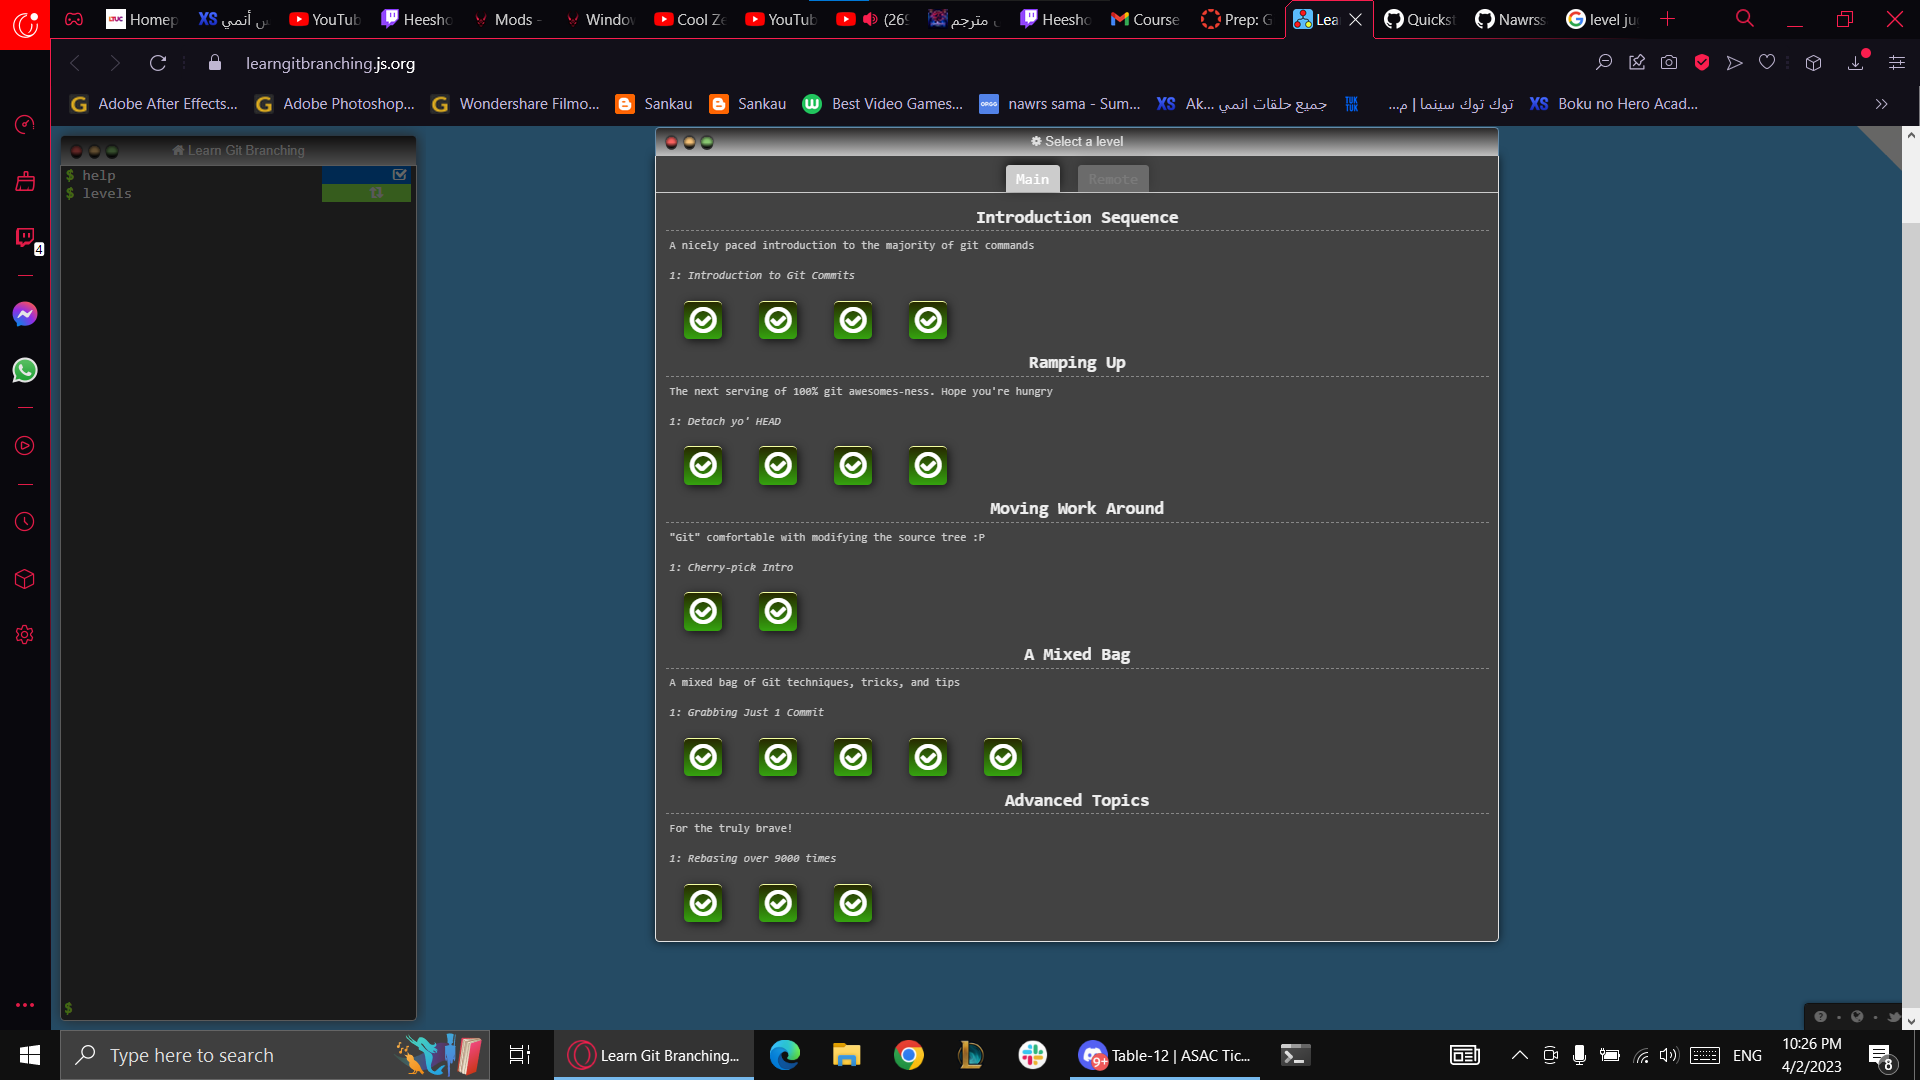 Homep
XS س أنمي
YouTub
Heesho
Mods -
Windov
Cool Ze
YouTub
(269
ى مترجم
Heesho
Course
Prep: G
Lea
Quickst
Nawrss
level ju
learngitbranching.js.org
Adobe After Effects...
Adobe Photoshop...
Wondershare Filmo...
Sankau
Sankau
Best Video Games...
OPGG nawrs sama - Sum...
XS جميع حلقات انمي Ak...
TUK TUK توك توك سينما | م...
XS Boku no Hero Acad...
4
Learn Git Branching
$ help
$ levels
$
Select a level
Main
Remote
Introduction Sequence
A nicely paced introduction to the majority of git commands
1: Introduction to Git Commits
Ramping Up
The next serving of 100% git awesomes-ness. Hope you're hungry
1: Detach yo' HEAD
Moving Work Around
"Git" comfortable with modifying the source tree :P
1: Cherry-pick Intro
A Mixed Bag
A mixed bag of Git techniques, tricks, and tips
1: Grabbing Just 1 Commit
Advanced Topics
For the truly brave!
1: Rebasing over 9000 times
Type here to search
Learn Git Branching...
9+
Table-12 | ASAC Tic...
ENG
10:26 PM
4/2/2023
8